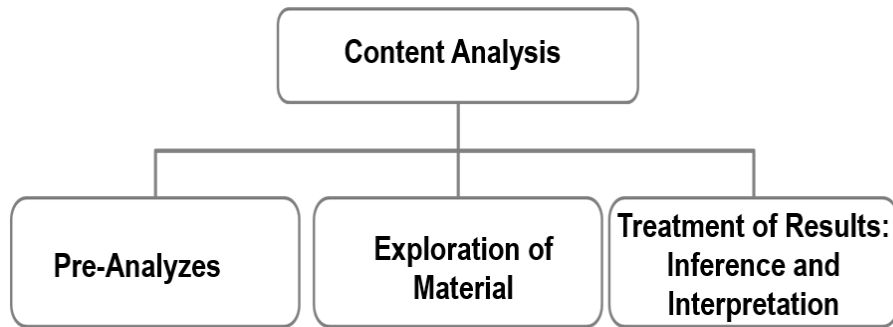 Content Analysis
Pre-Analyzes
Exploration of
Material
Treatment of Results:
Inference and
Interpretation